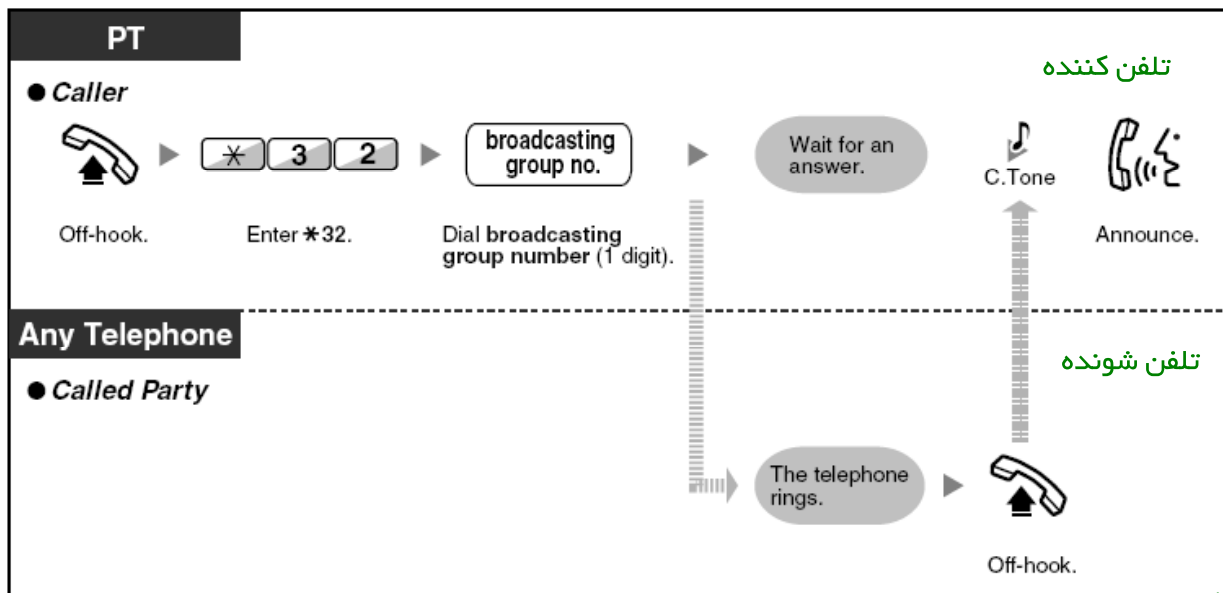 PT
تلفن کننده
● Caller
✳ 3 2
broadcasting
group no.
Wait for an
answer.
C.Tone
Off-hook.
Enter ✳32.
Dial broadcasting
group number (1 digit).
Announce.
Any Telephone
تلفن شونده
● Called Party
The telephone
rings.
Off-hook.